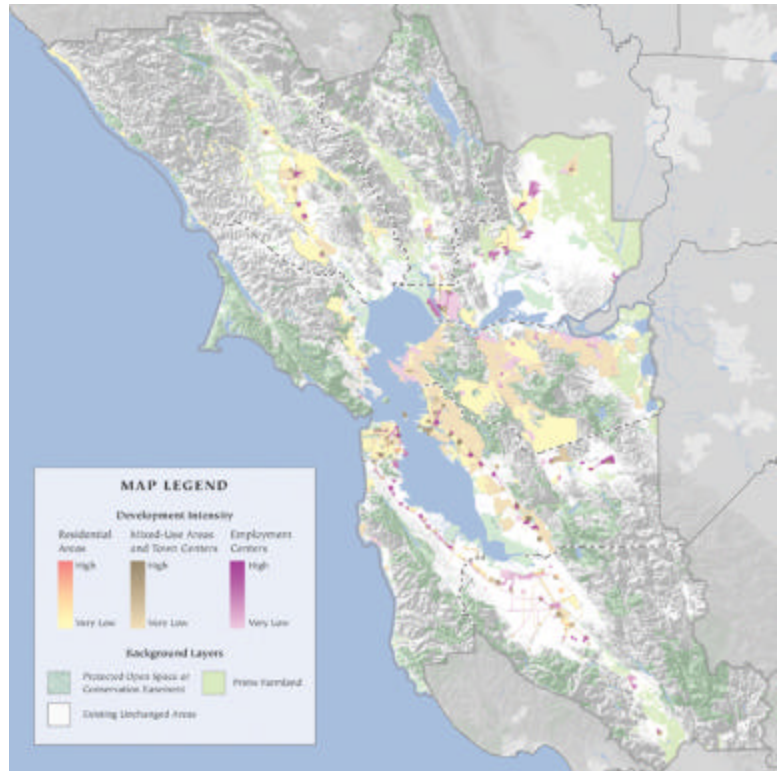 MAP LEGEND
Development Intensity
Residential
Areas
Mixed-Use Areas
and Town Centers
Employment
Centers
High
High
High
Very Low
Very Low
Very Low
Background Layers
Protected Open Space or
Conservation Easement
Prime Farmland
Existing Unchanged Areas